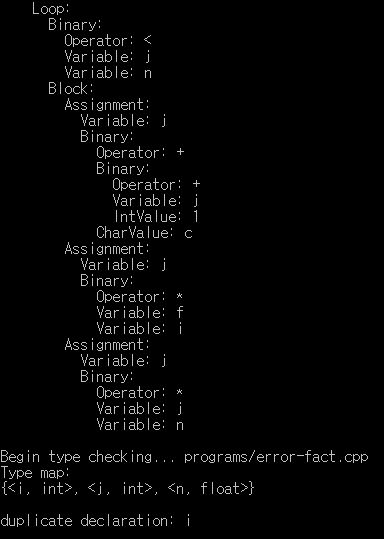 Loop:
Binary:
Operator: <
Variable: j
Variable: n
Block:
Assignment:
Variable: j
Binary:
Operator: +
Binary:
Operator: +
Variable: j
IntValue: 1
CharValue: c
Assignment:
Variable: j
Binary:
Operator: *
Variable: f
Variable: i
Assignment:
Variable: j
Binary:
Operator: *
Variable: j
Variable: n
Begin type checking... programs/error-fact.cpp
Type map:
{<i, int>, <j, int>, <n, float>}
duplicate declaration: i